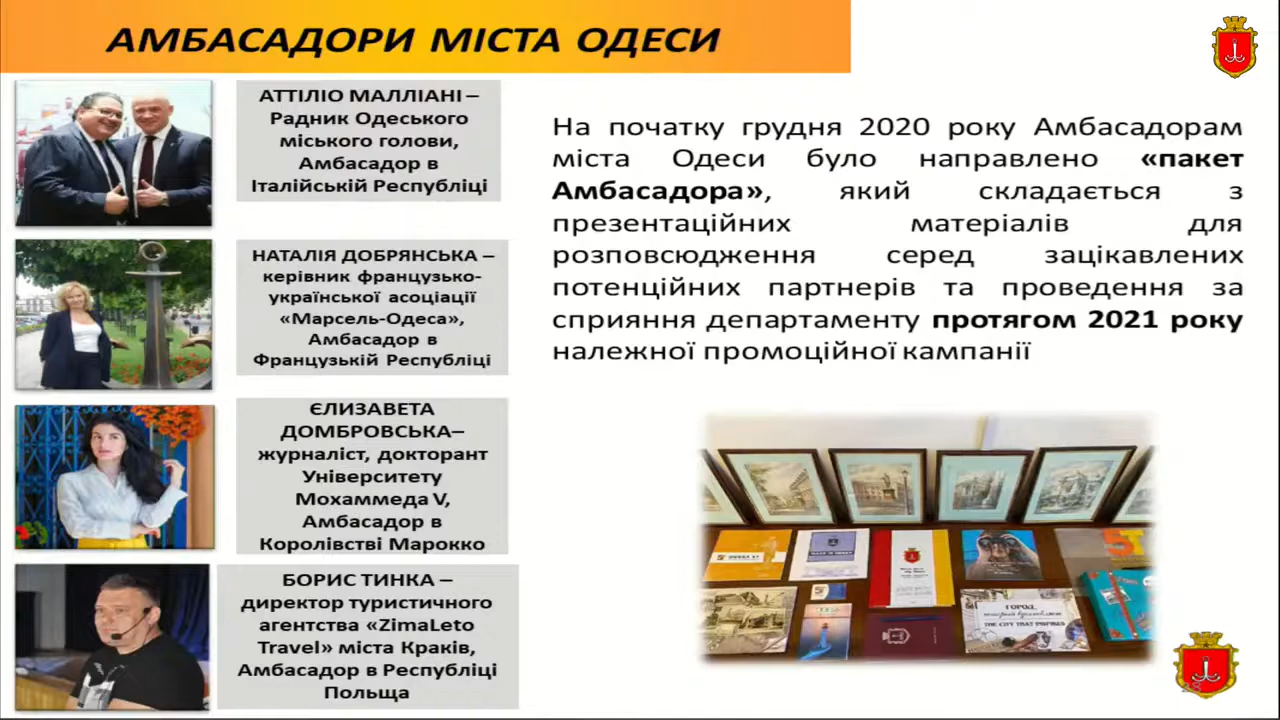 АМБАСАДОРИ МІСТА ОДЕСИ
АТТІЛІО МАЛЛІАНІ –
Радник Одеського
міського голови,
Амбасадор в
Італійській Республіці
НАТАЛІЯ ДОБРЯНСЬКА –
керівник французько-
української асоціації
«Марсель-Одеса»,
Амбасадор в
Французькій Республіці
ЄЛИЗАВЕТА
ДОМБРОВСЬКА–
журналіст, докторант
Університету
Мохаммеда V,
Амбасадор в
Королівстві Марокко
БОРИС ТИНКА –
директор туристичного
агентства «ZimaLeto
Travel» міста Краків,
Амбасадор в Республіці
Польща
На початку грудня 2020 року Амбасадорам
міста Одеси було направлено «пакет
Амбасадора», який складається з
презентаційних матеріалів для
розповсюдження серед зацікавлених
потенційних партнерів та проведення за
сприяння департаменту протягом 2021 року
належної промоційної кампанії
5T
ГОРОД,
THE CITY THAT INSPIRES